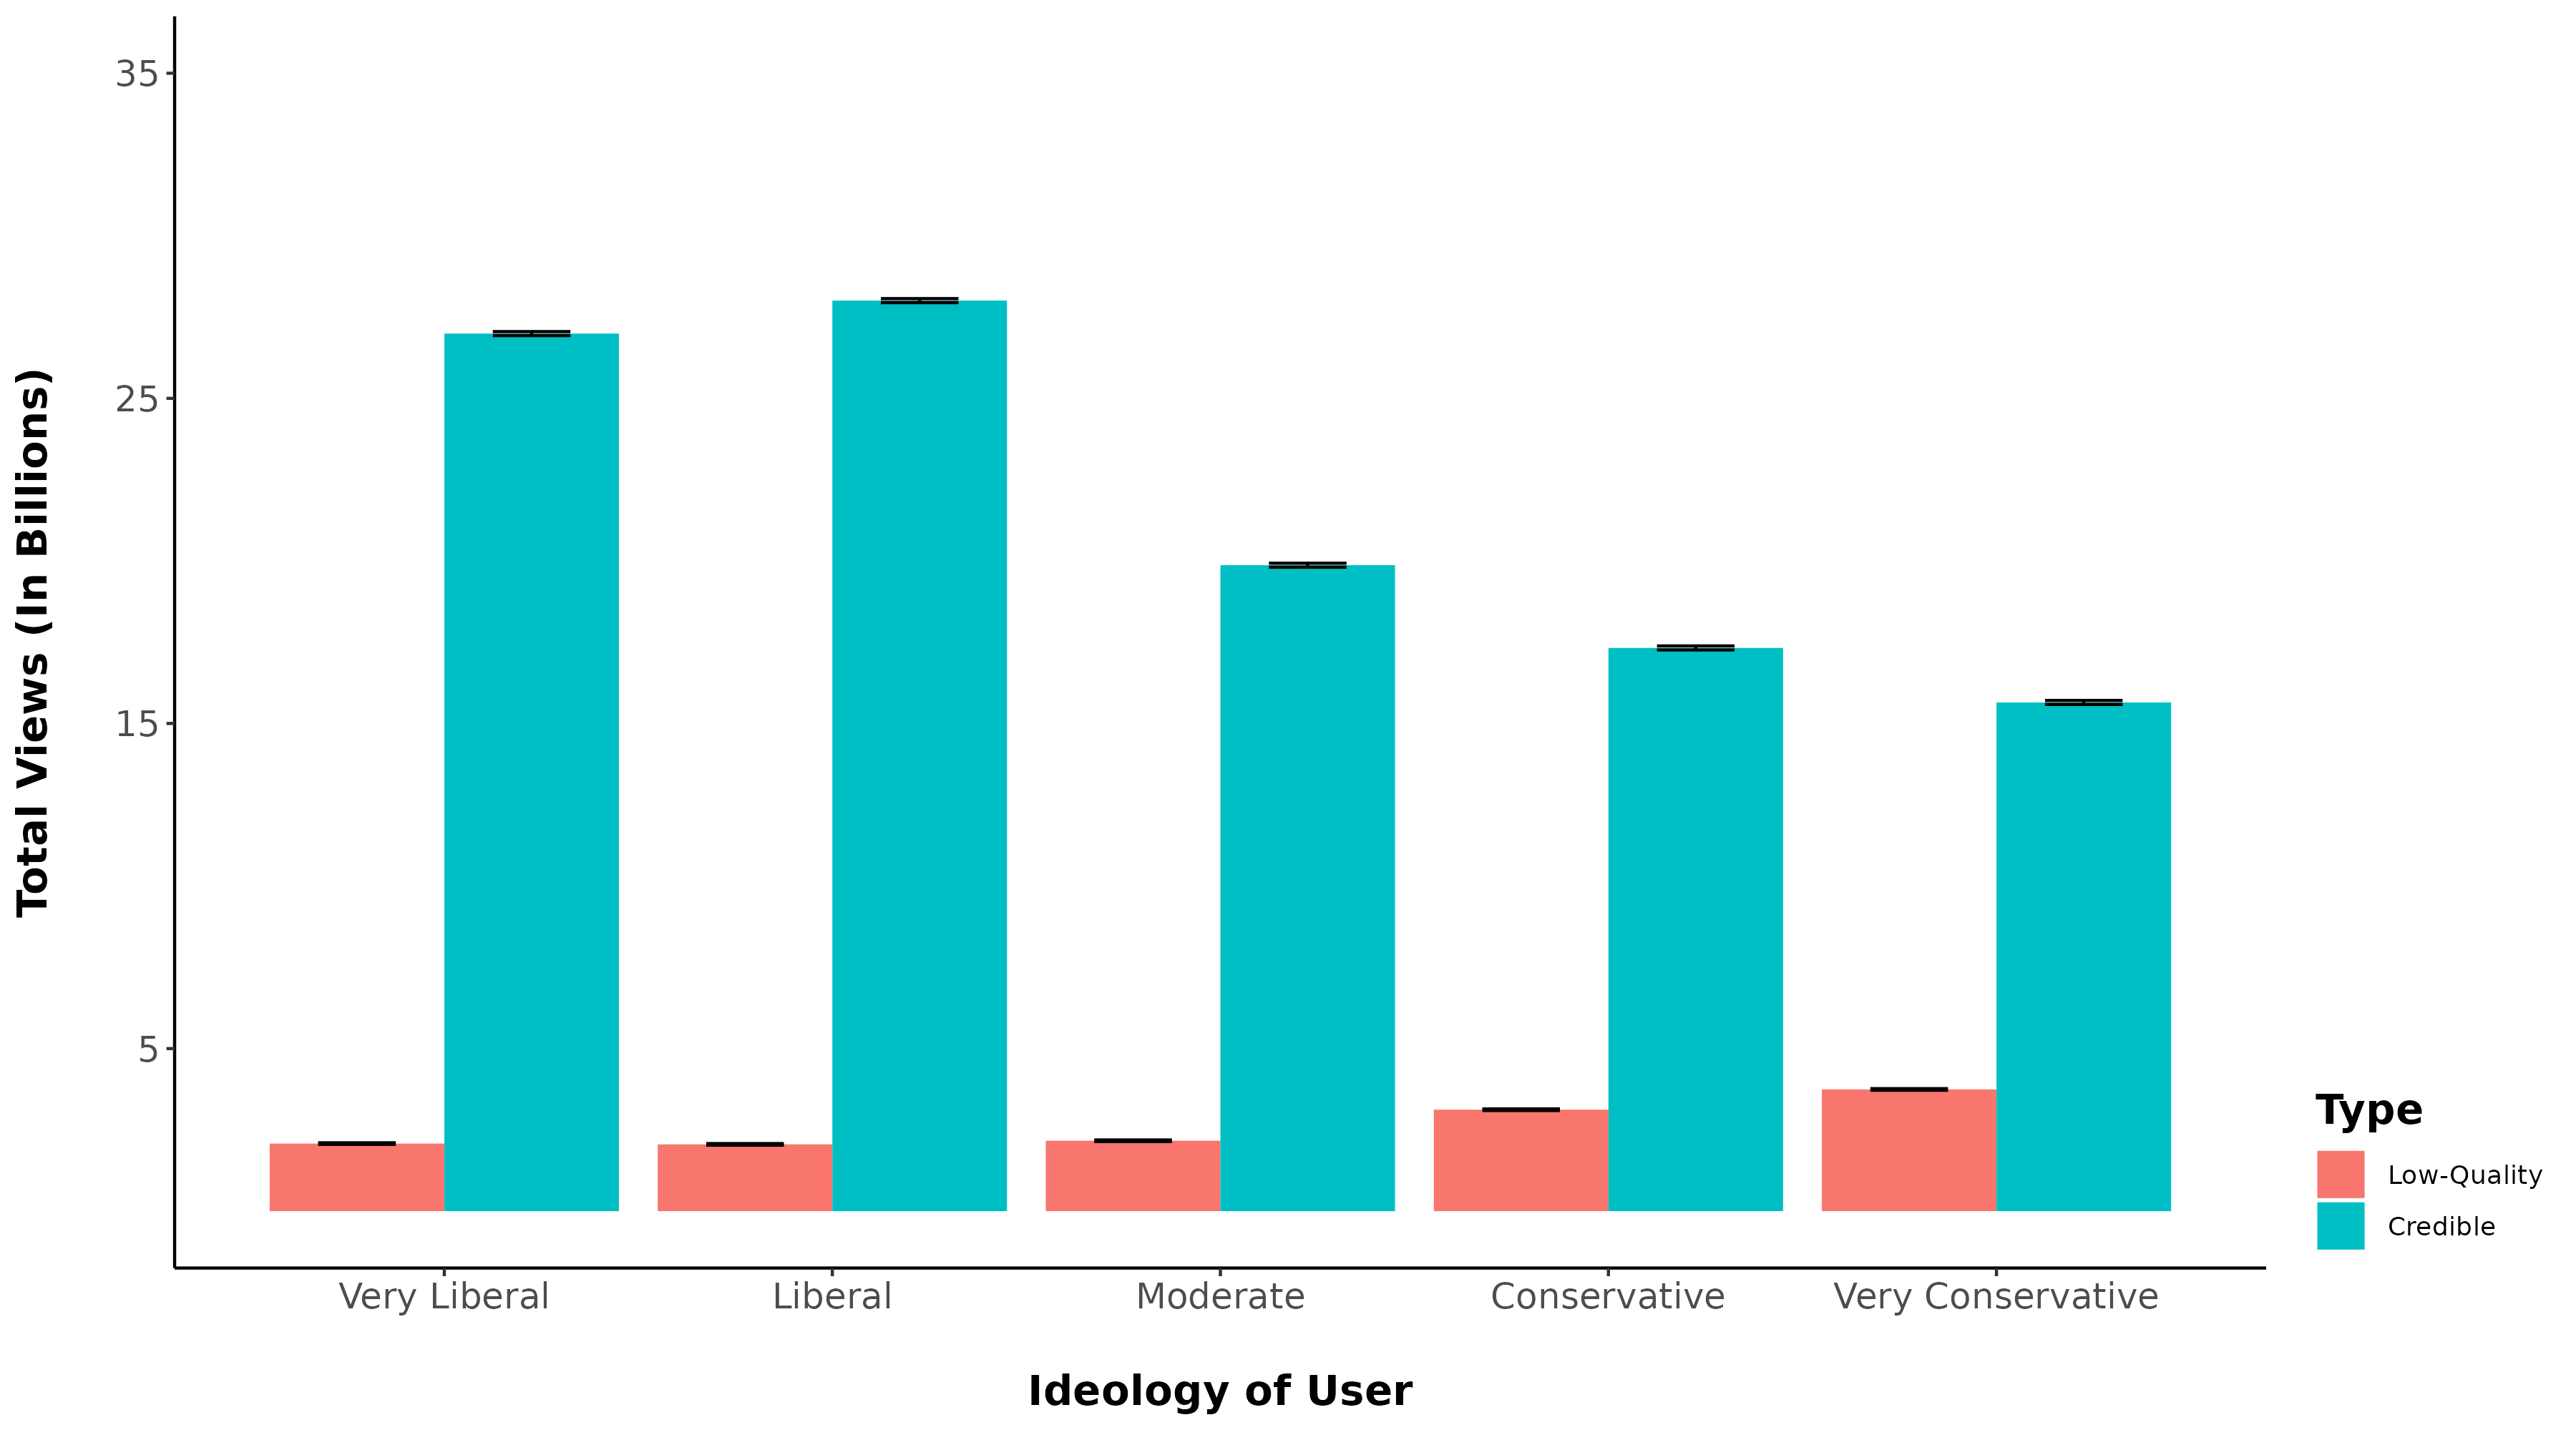 Total Views (In Billions)
35
25
15
5
Very Liberal
Liberal
Moderate
Conservative
Very Conservative
Ideology of User
Type
Low-Quality
Credible